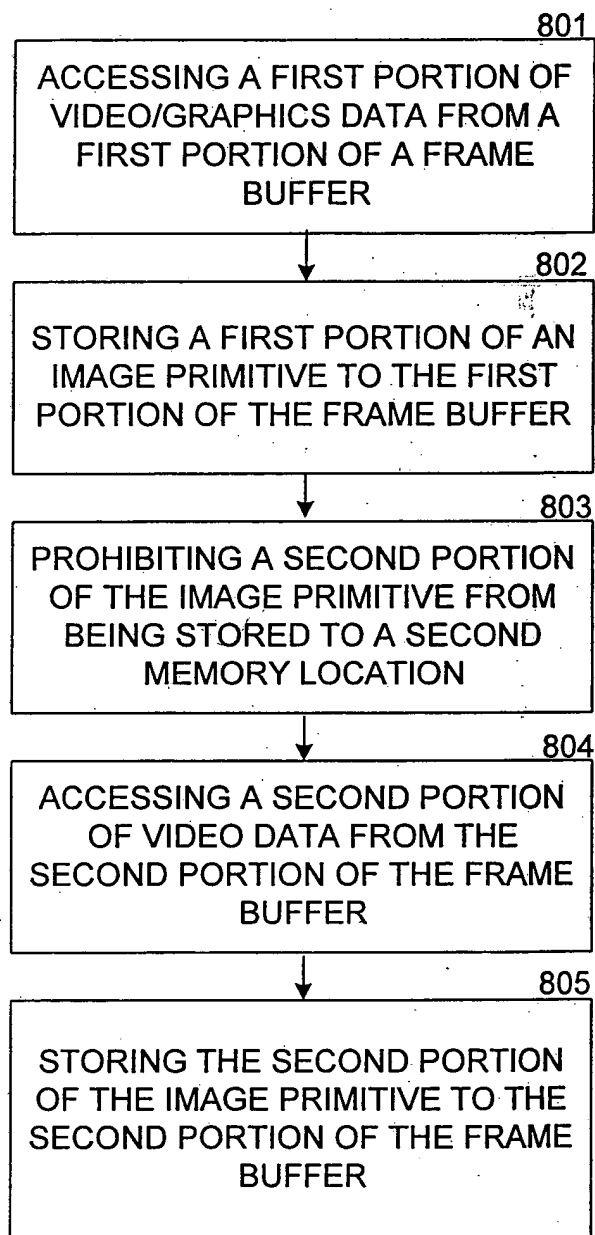 801
ACCESSING A FIRST PORTION OF
VIDEO/GRAPHICS DATA FROM A
FIRST PORTION OF A FRAME
BUFFER
802
STORING A FIRST PORTION OF AN
IMAGE PRIMITIVE TO THE FIRST
PORTION OF THE FRAME BUFFER
803
PROHIBITING A SECOND PORTION
OF THE IMAGE PRIMITIVE FROM
BEING STORED TO A SECOND
MEMORY LOCATION
804
ACCESSING A SECOND PORTION
OF VIDEO DATA FROM THE
SECOND PORTION OF THE FRAME
BUFFER
805
STORING THE SECOND PORTION
OF THE IMAGE PRIMITIVE TO THE
SECOND PORTION OF THE FRAME
BUFFER